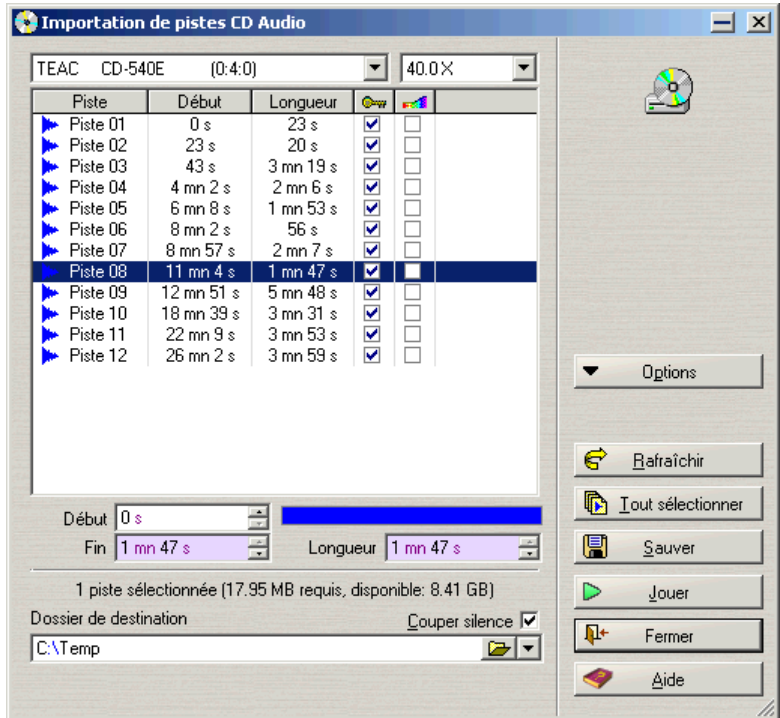 Importation de pistes CD Audio
TEAC CD-540E (0:4:0) 40.0X
Piste Début Longueur
Piste 01 0 s 23 s
Piste 02 23 s 20 s
Piste 03 43 s 3 mn 19 s
Piste 04 4 mn 2 s 2 mn 6 s
Piste 05 6 mn 8 s 1 mn 53 s
Piste 06 8 mn 2 s 56 s
Piste 07 8 mn 57 s 2 mn 7 s
Piste 08 11 mn 4 s 1 mn 47 s
Piste 09 12 mn 51 s 5 mn 48 s
Piste 10 18 mn 39 s 3 mn 31 s
Piste 11 22 mn 9 s 3 mn 53 s
Piste 12 26 mn 2 s 3 mn 59 s
Début 0 s
Fin 1 mn 47 s Longueur 1 mn 47 s
1 piste sélectionnée (17.95 MB requis, disponible: 8.41 GB)
Dossier de destination Couper silence
C:\Temp
Options
Rafraîchir
Tout sélectionner
Sauver
Jouer
Fermer
Aide